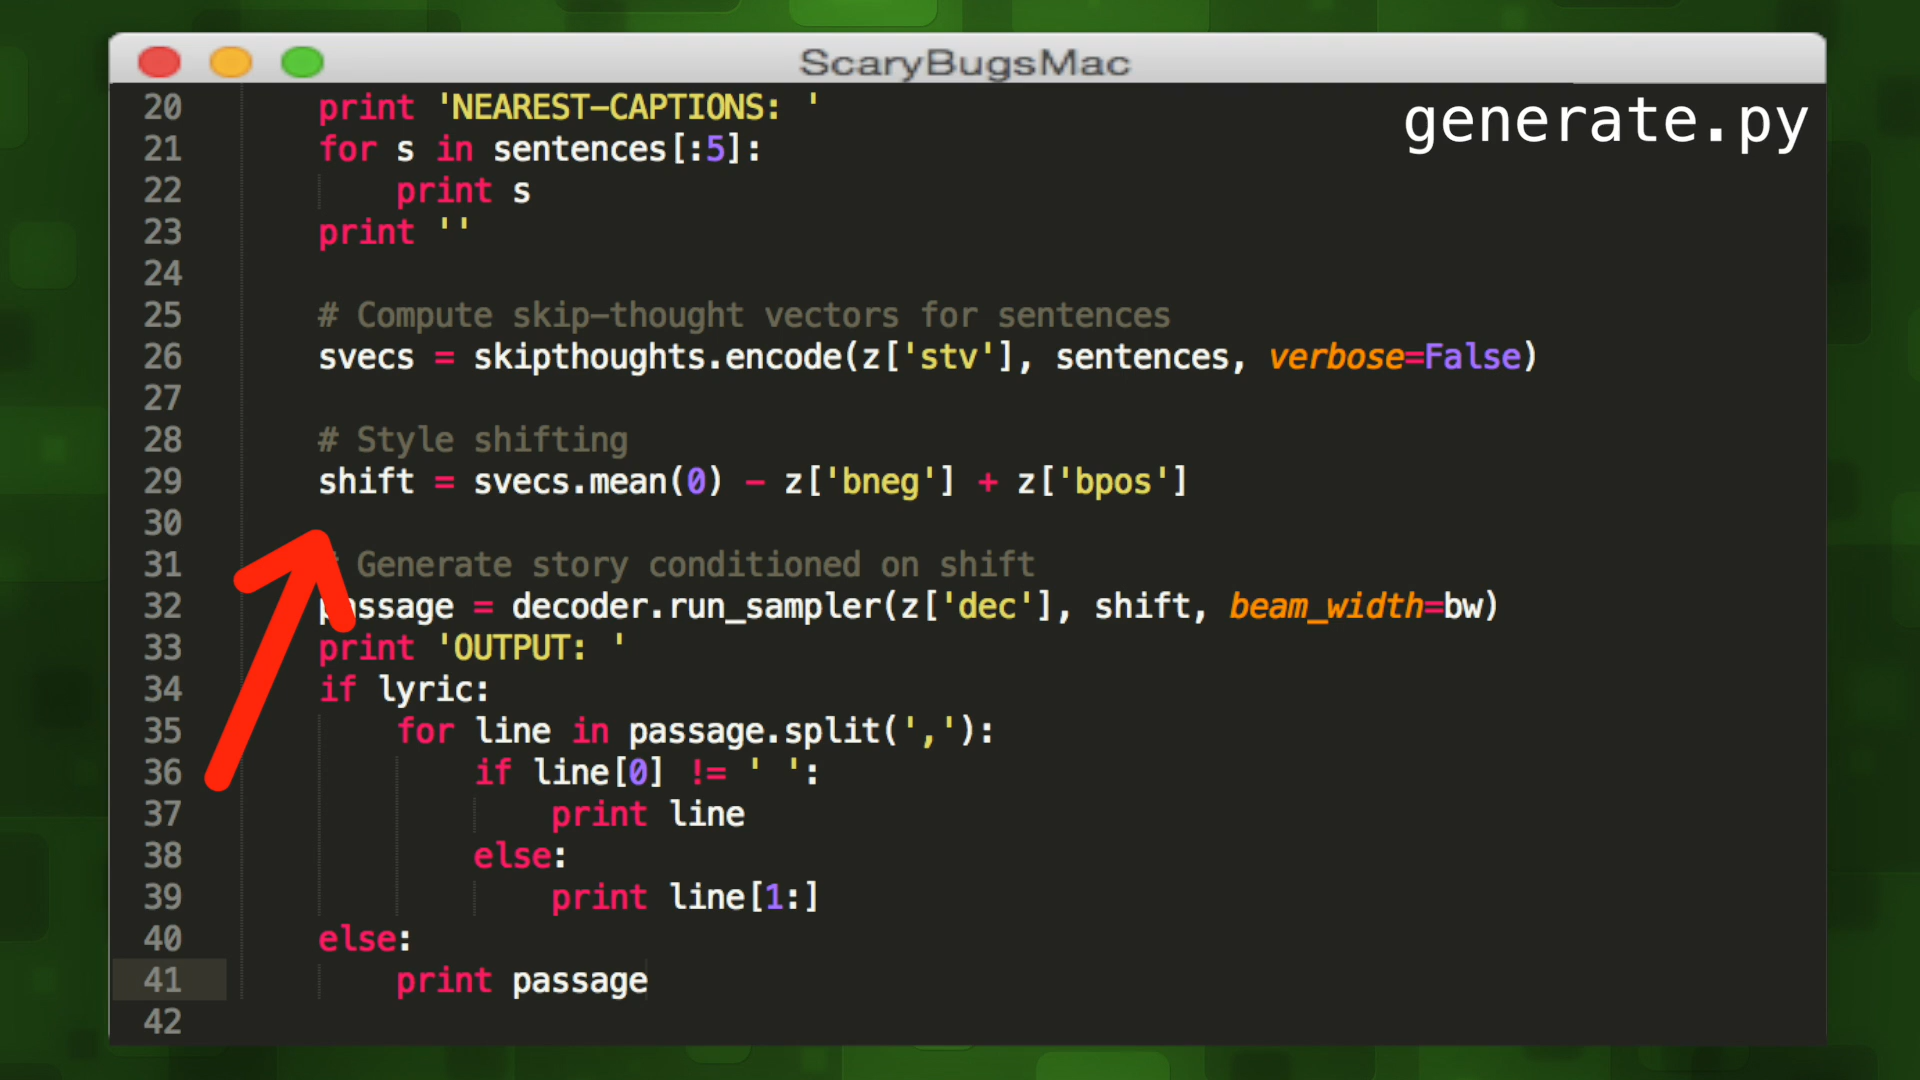 ScaryBugsMac
generate.py
20 print 'NEAREST-CAPTIONS: '
21 for s in sentences[:5]:
22 print s
23 print ''
24
25 # Compute skip-thought vectors for sentences
26 svecs = skipthoughts.encode(z['stv'], sentences, verbose=False)
27
28 # Style shifting
29 shift = svecs.mean(0) - z['bneg'] + z['bpos']
30
31 # Generate story conditioned on shift
32 passage = decoder.run_sampler(z['dec'], shift, beam_width=bw)
33 print 'OUTPUT: '
34 if lyric:
35 for line in passage.split(','):
36 if line[0] != ' ':
37 print line
38 else:
39 print line[1:]
40 else:
41 print passage
42